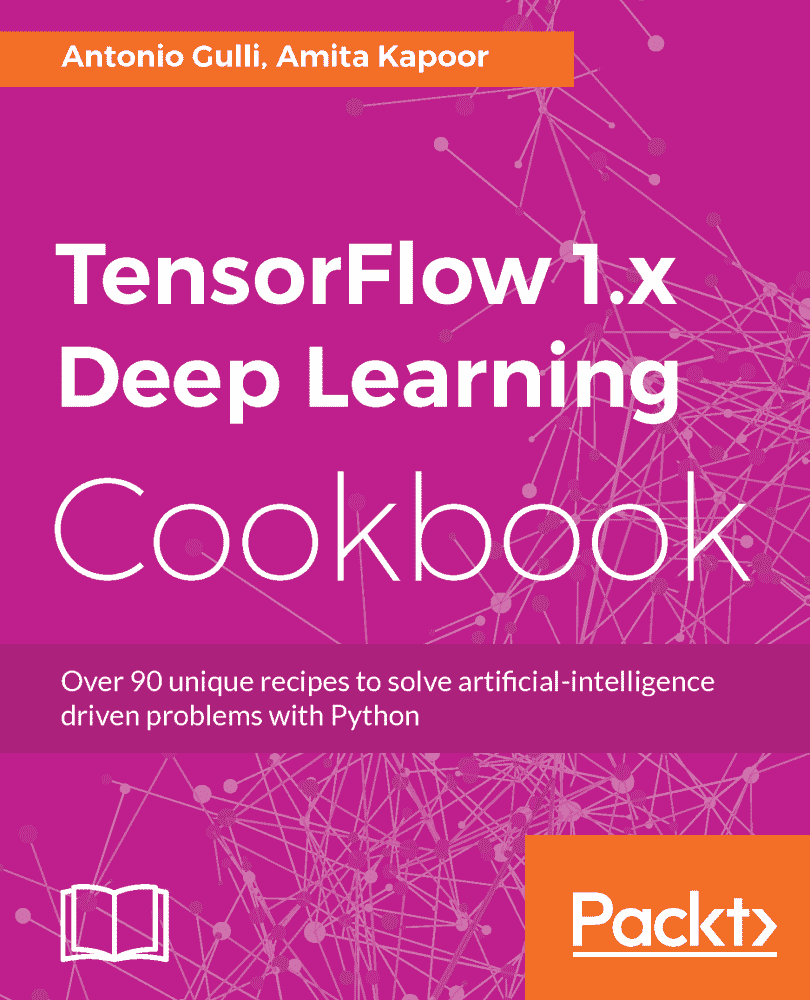 Antonio Gulli, Amita Kapoor
TensorFlow 1.x
Deep Learning
Cookbook
Over 90 unique recipes to solve artificial-intelligence
driven problems with Python
Packt>